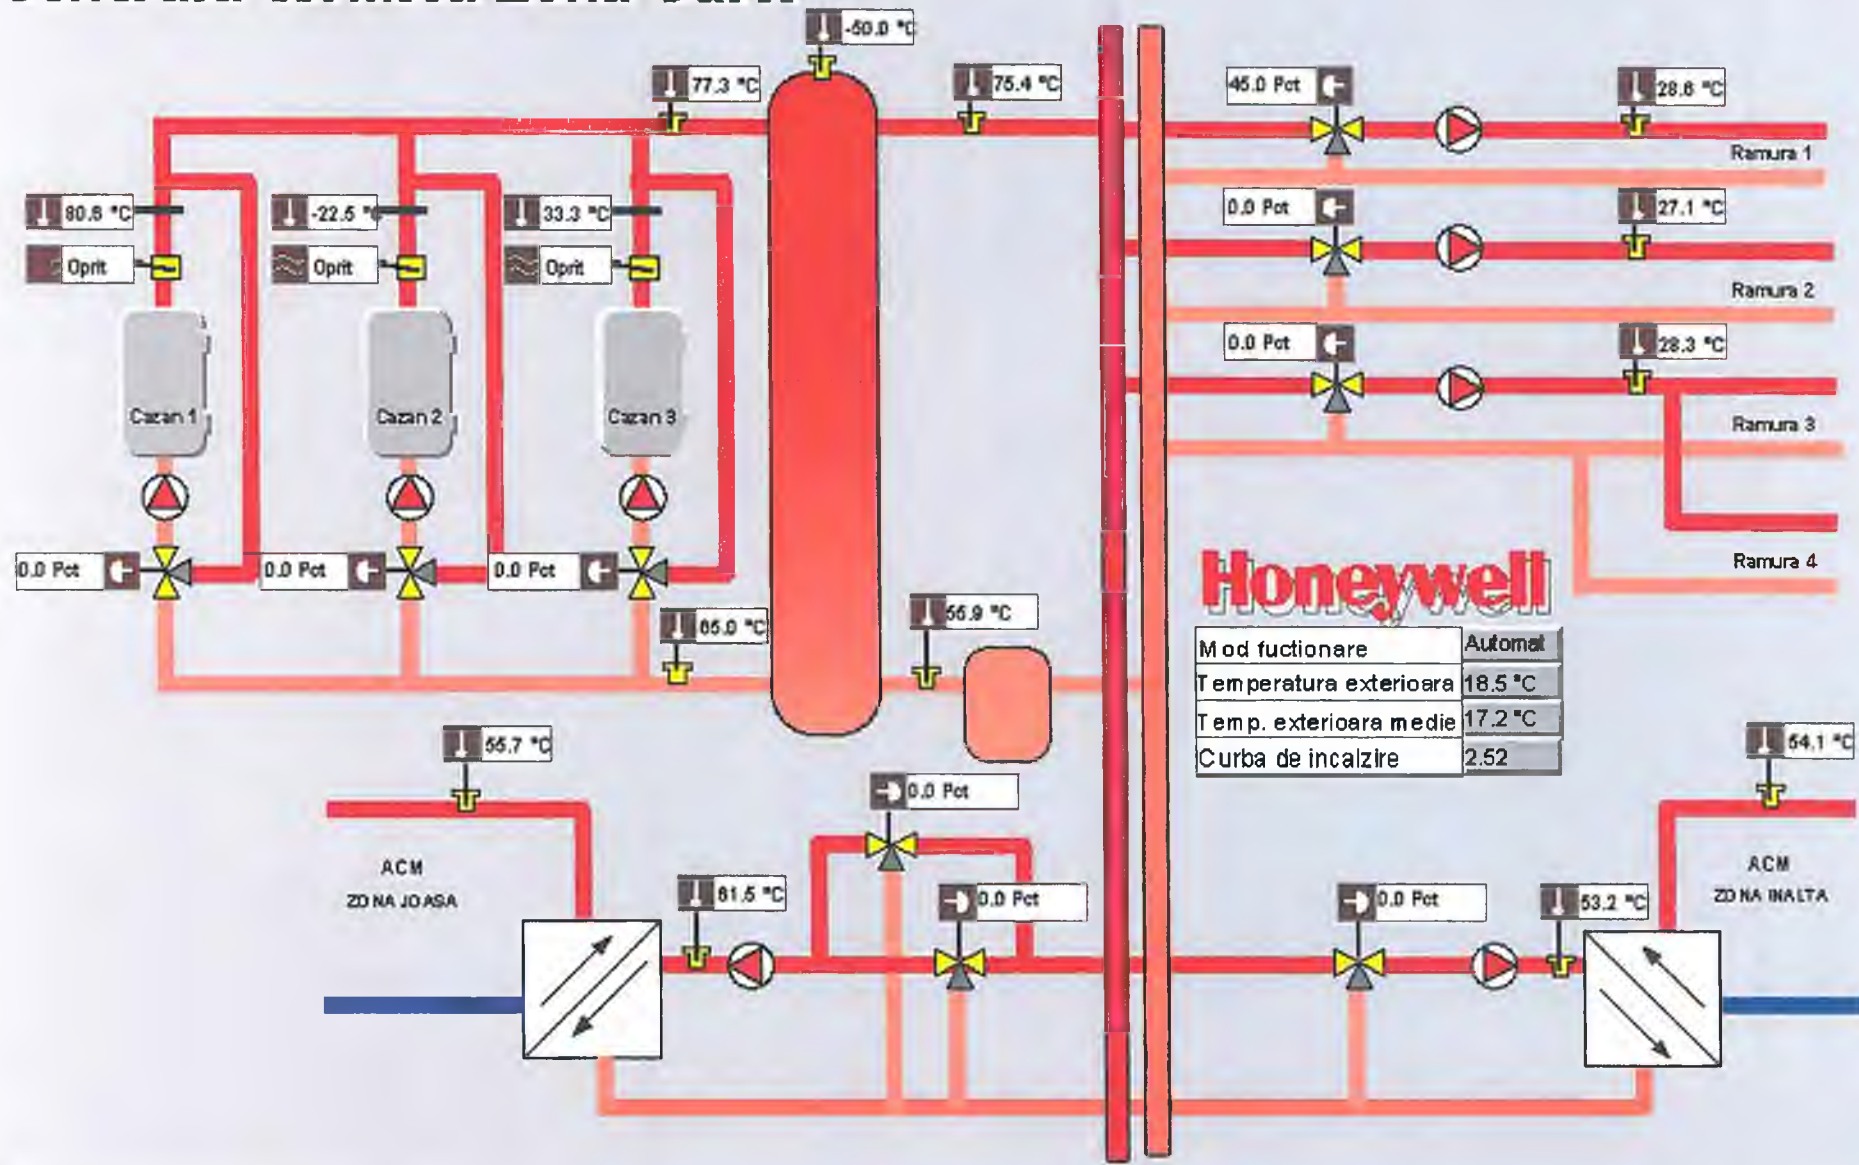 -50.0 °C
77.3 °C
75.4 °C
45.0 Pct
28.6 °C
Ramura 1
80.6 °C
-22.5 °C
33.3 °C
0.0 Pct
27.1 °C
Oprit
Oprit
Oprit
Ramura 2
0.0 Pct
28.3 °C
Cazan 1
Cazan 2
Cazan 3
Ramura 3
0.0 Pct
0.0 Pct
0.0 Pct
Ramura 4
Honeywell
65.0 °C
55.9 °C
Mod fuctionare Automat
Temperatura exterioara 18.5 °C
Temp. exterioara medie 17.2 °C
Curba de incalzire 2.52
55.7 °C
54.1 °C
0.0 Pct
ACM
ZONA JOASA
61.5 °C
0.0 Pct
0.0 Pct
53.2 °C
ACM
ZONA INALTA